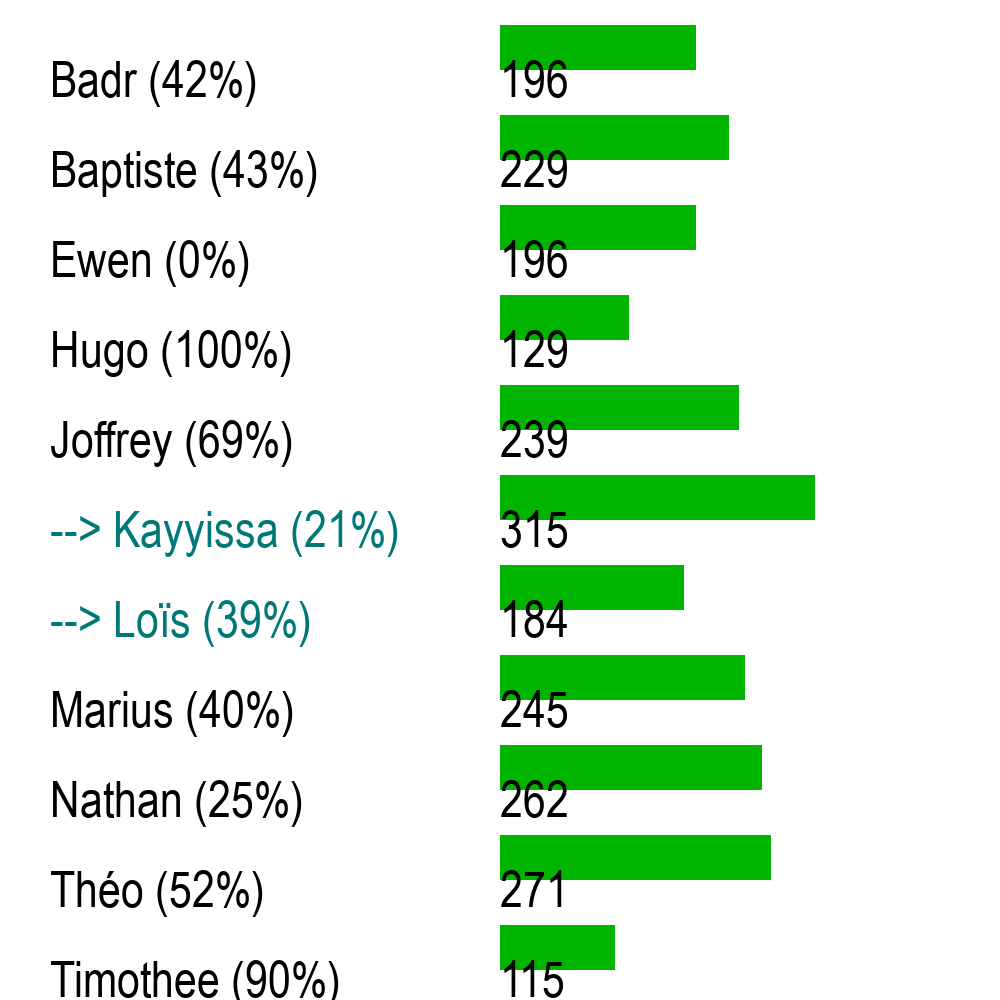 Badr (42%) 196
Baptiste (43%) 229
Ewen (0%) 196
Hugo (100%) 129
Joffrey (69%) 239
--> Kayyissa (21%) 315
--> Loïs (39%) 184
Marius (40%) 245
Nathan (25%) 262
Théo (52%) 271
Timothee (90%) 115